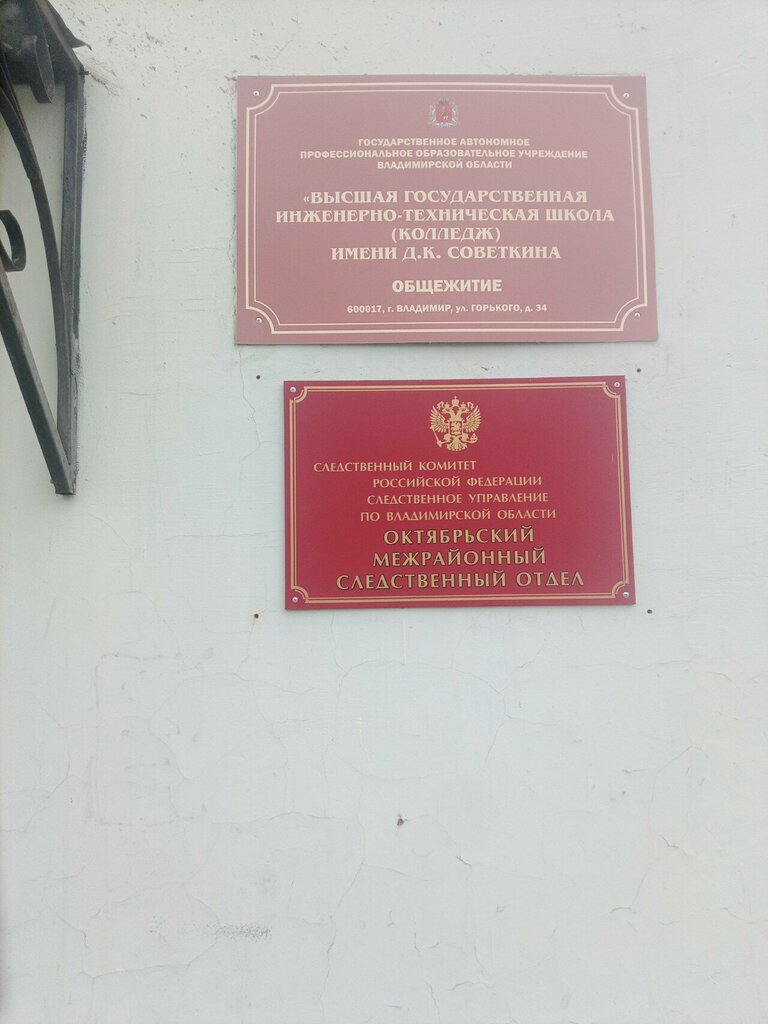 ГОСУДАРСТВЕННОЕ АВТОНОМНОЕ
ПРОФЕССИОНАЛЬНОЕ ОБРАЗОВАТЕЛЬНОЕ УЧРЕЖДЕНИЕ
ВЛАДИМИРСКОЙ ОБЛАСТИ
«ВЫСШАЯ ГОСУДАРСТВЕННАЯ
ИНЖЕНЕРНО-ТЕХНИЧЕСКАЯ ШКОЛА
(КОЛЛЕДЖ)
ИМЕНИ Д.К. СОВЕТКИНА
ОБЩЕЖИТИЕ
600017, г. ВЛАДИМИР, ул. ГОРЬКОГО, д. 34
СЛЕДСТВЕННЫЙ КОМИТЕТ
РОССИЙСКОЙ ФЕДЕРАЦИИ
СЛЕДСТВЕННОЕ УПРАВЛЕНИЕ
ПО ВЛАДИМИРСКОЙ ОБЛАСТИ
ОКТЯБРЬСКИЙ
МЕЖРАЙОННЫЙ
СЛЕДСТВЕННЫЙ ОТДЕЛ